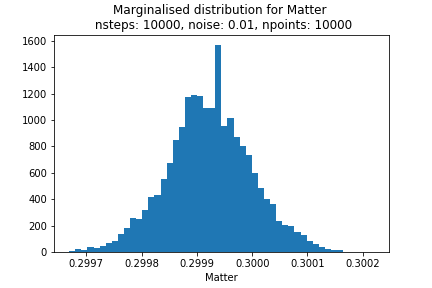 Marginalised distribution for Matter
nsteps: 10000, noise: 0.01, npoints: 10000
1600
1400
1200
1000
800
600
400
200
0
0.2997 0.2998 0.2999 0.3000 0.3001 0.3002
Matter